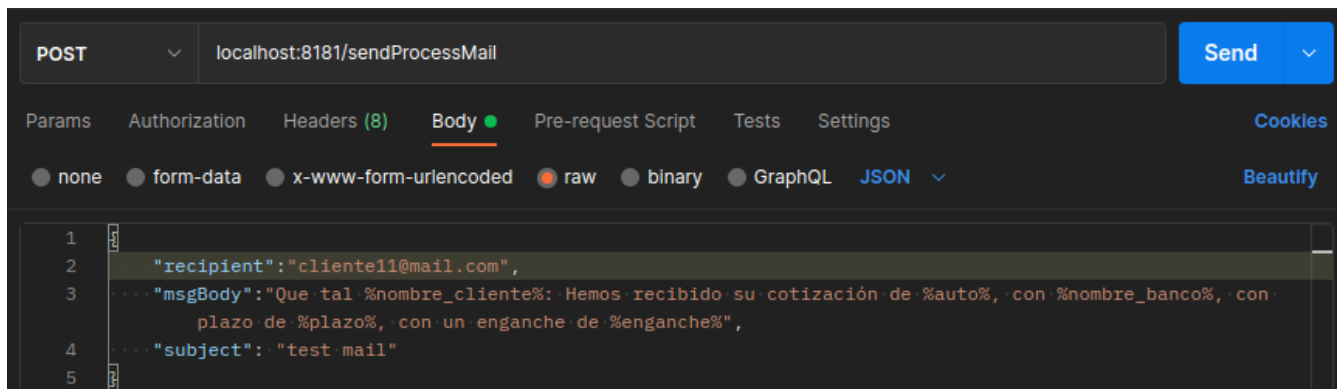 POST localhost:8181/sendProcessMail Send
Params Authorization Headers (8) Body Pre-request Script Tests Settings Cookies
none form-data x-www-form-urlencoded raw binary GraphQL JSON Beautify
1 {
2 "recipient":"cliente11@mail.com",
3 "msgBody":"Que tal %nombre_cliente%: Hemos recibido su cotización de %auto%, con %nombre_banco%, con
plazo de %plazo%, con un enganche de %enganche%",
4 "subject": "test mail"
5 }